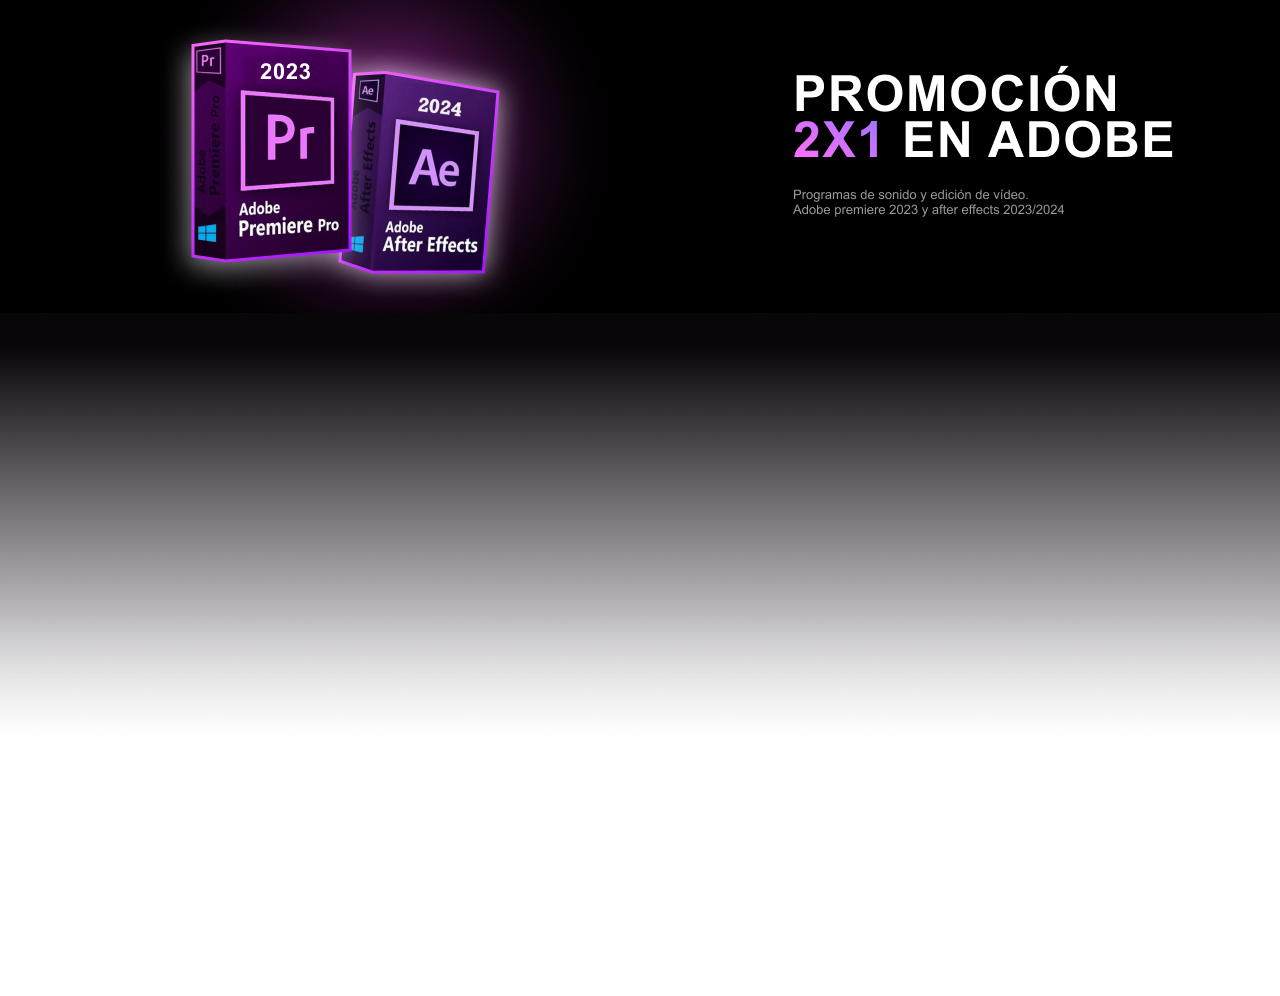 Pr
2023
Adobe
Premiere Pro
Pr
Adobe
Premiere Pro
Ae
2024
Adobe
After Effects
Ae
Adobe
After Effects
PROMOCIÓN
2X1 EN ADOBE
Programas de sonido y edición de vídeo.
Adobe premiere 2023 y after effects 2023/2024